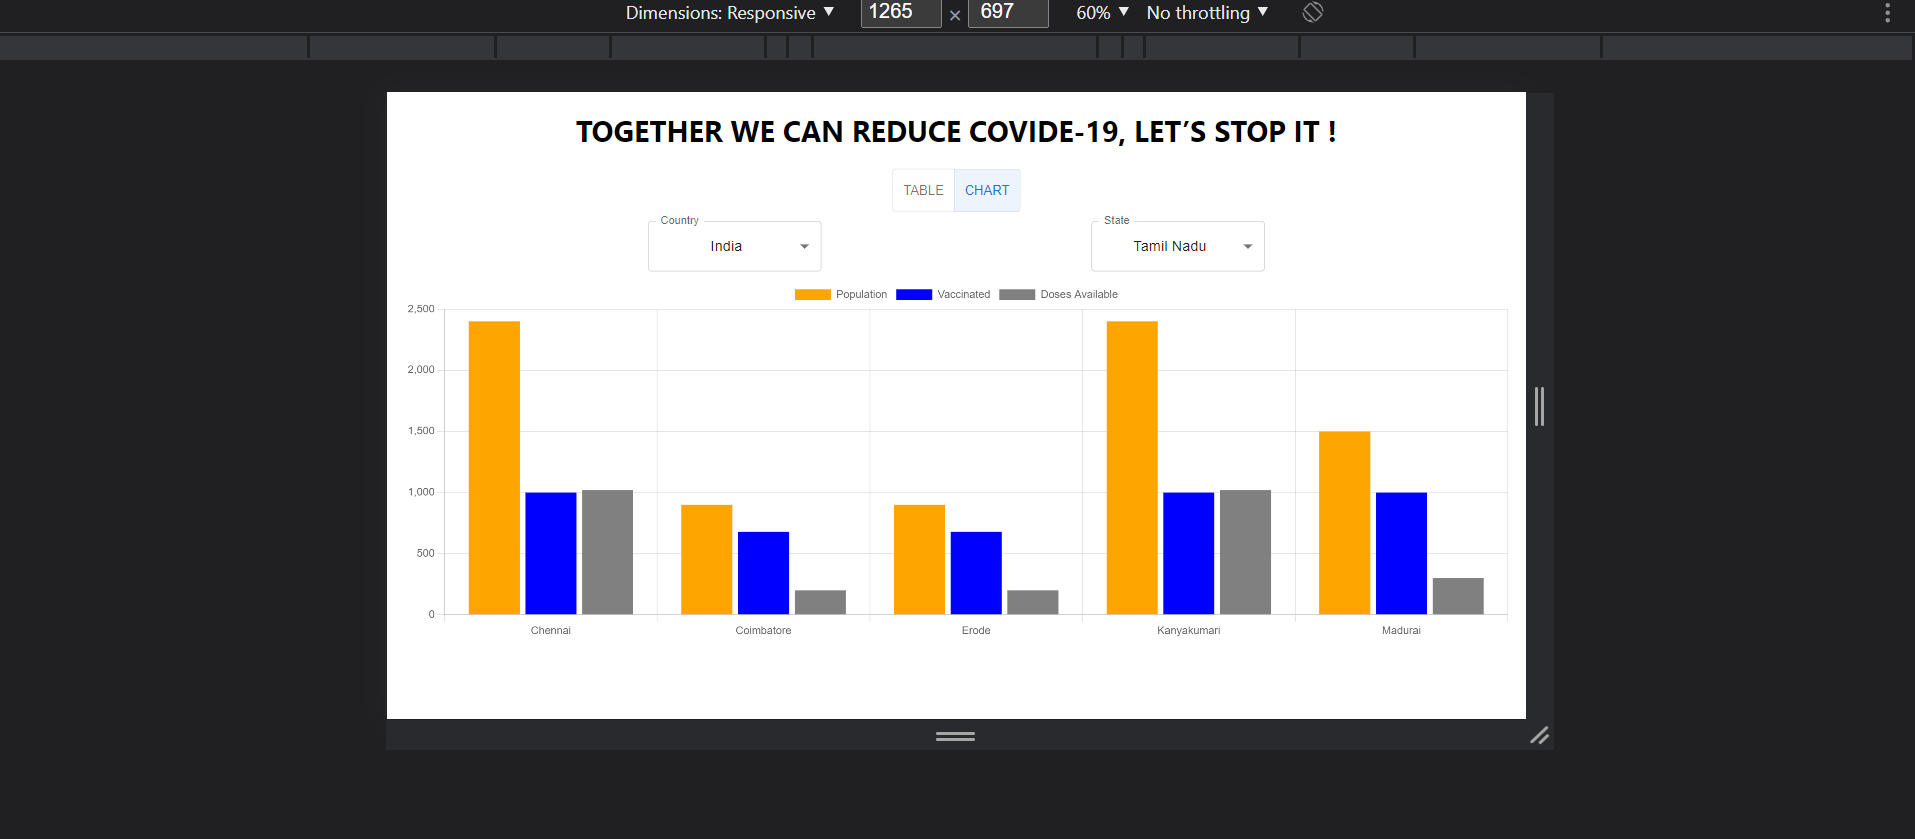 Dimensions: Responsive ▼ 1265 × 697 60% ▼ No throttling ▼
TOGETHER WE CAN REDUCE COVIDE-19, LET´S STOP IT !
TABLE CHART
Country State
India Tamil Nadu
Population Vaccinated Doses Available
2,500
2,000
1,500
1,000
500
0
Chennai Coimbatore Erode Kanyakumari Madurai